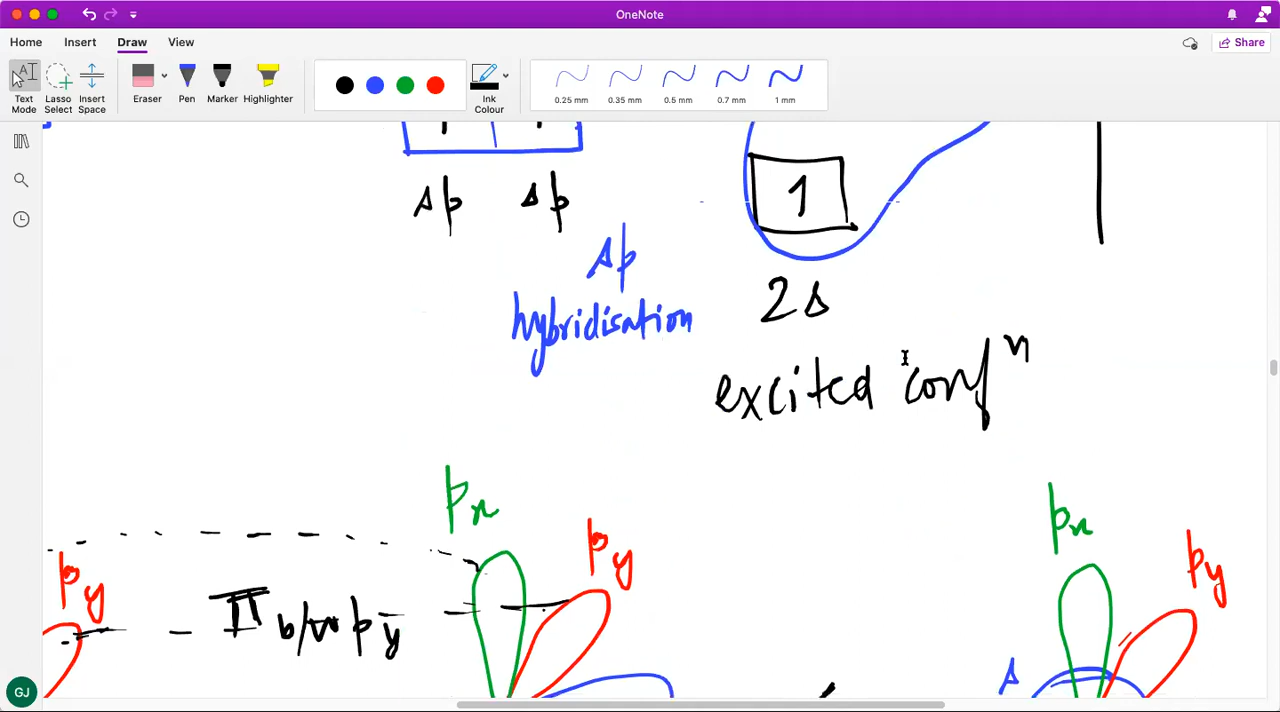 OneNote
Home Insert Draw View
Share
Text Mode
Lasso Select
Insert Space
Eraser
Pen
Marker
Highlighter
Ink Colour
0.25 mm
0.35 mm
0.5 mm
0.7 mm
1 mm
1 1
sp sp
1
sp
hybridisation
2s
excited confⁿ
px
py
px
py
py
π b/w py
s
GJ